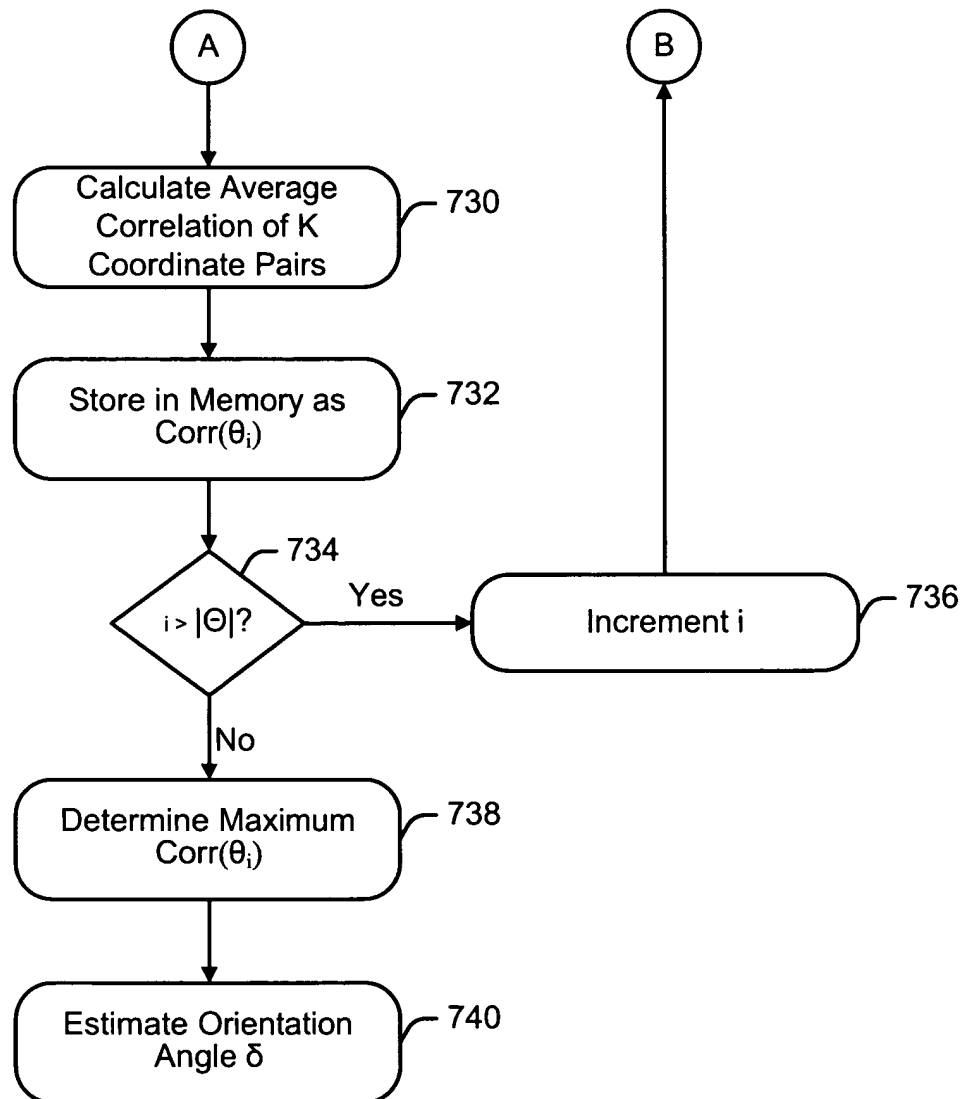 A
B
Calculate Average
Correlation of K
Coordinate Pairs
730
Store in Memory as
Corr(θi)
732
734
i > |Θ|?
Yes
Increment i
736
No
Determine Maximum
Corr(θi)
738
Estimate Orientation
Angle δ
740